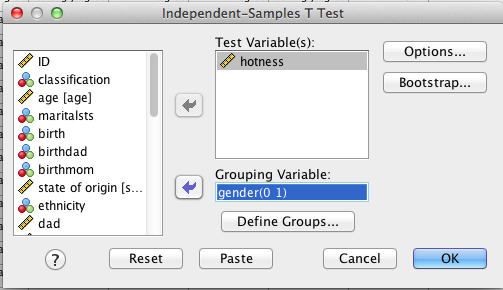 Independent-Samples T Test
ID
classification
age [age]
maritalsts
birth
birthdad
birthmom
state of origin [s...
ethnicity
dad
Test Variable(s):
hotness
Grouping Variable:
gender(0 1)
Define Groups...
Options...
Bootstrap...
?
Reset
Paste
Cancel
OK